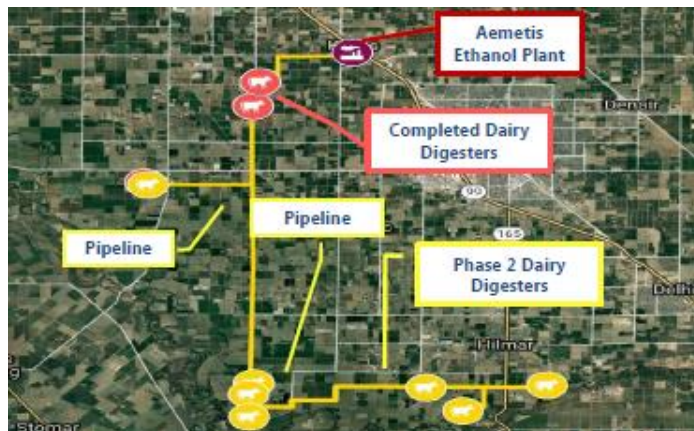 Aemetis
Ethanol Plant
Denair
Completed Dairy
Digesters
99
Pipeline
Pipeline
165
Phase 2 Dairy
Digesters
Hilmar